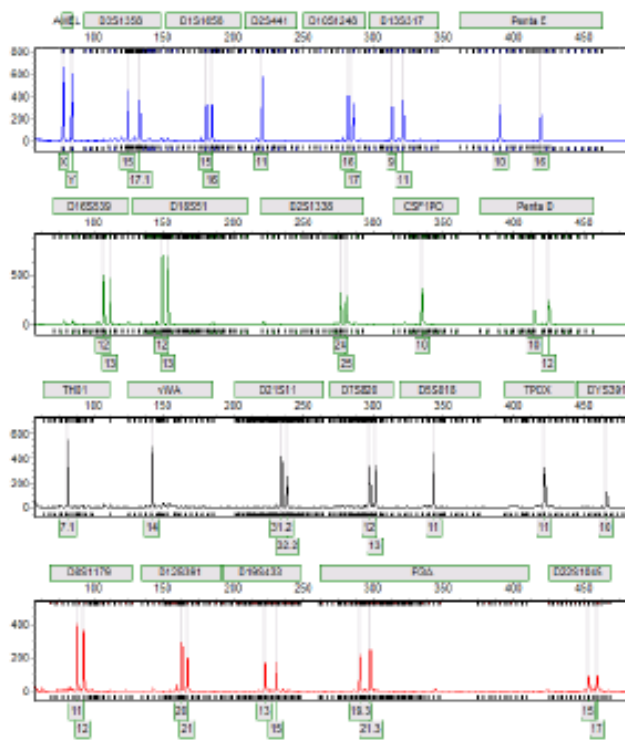 AMEL D3S1358 D1S1656 D2S441 D10S1248 D13S317 Penta E
100 150 200 250 300 350 400 450
800
600
400
200
0
X 15 15 11 16 9 10 16
Y 17.1 16 17 11
D16S539 D18S51 D2S1338 CSF1PO Penta D
100 150 200 250 300 350 400 450
500
0
12 12 24 10 10
13 13 25 12
TH01 vWA D21S11 D7S820 D5S818 TPOX DYS391
100 150 200 250 300 350 400 450
600
400
200
0
7.1 14 31.2 12 11 11 10
32.2 13
D8S1179 D12S391 D19S433 FGA D22S1045
100 150 200 250 300 350 400 450
400
200
0
11 20 13 19.3 15
12 21 15 21.3 17